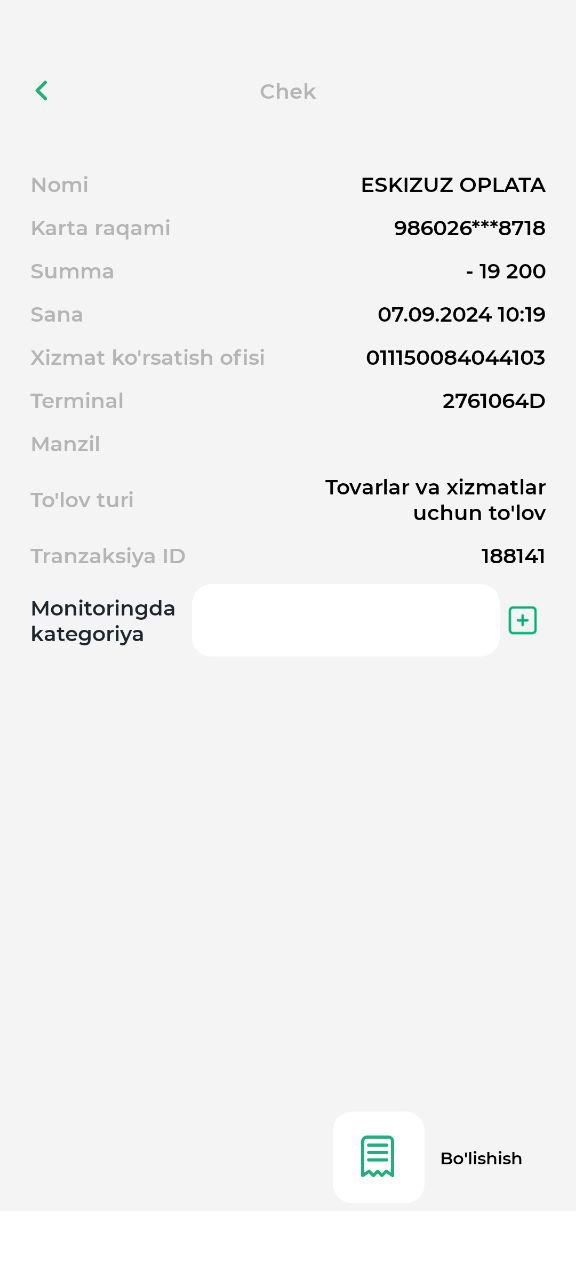 Chek
Nomi ESKIZUZ OPLATA
Karta raqami 986026***8718
Summa - 19 200
Sana 07.09.2024 10:19
Xizmat ko'rsatish ofisi 011150084044103
Terminal 2761064D
Manzil
To'lov turi Tovarlar va xizmatlar
uchun to'lov
Tranzaksiya ID 188141
Monitoringda
kategoriya
Bo'lishish